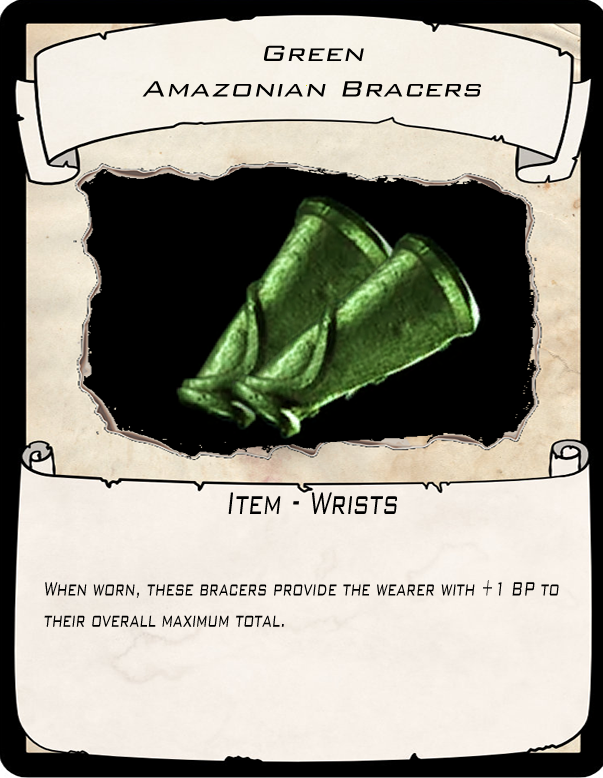 Green
Amazonian Bracers
Item - Wrists
When worn, these bracers provide the wearer with +1 BP to
their overall maximum total.